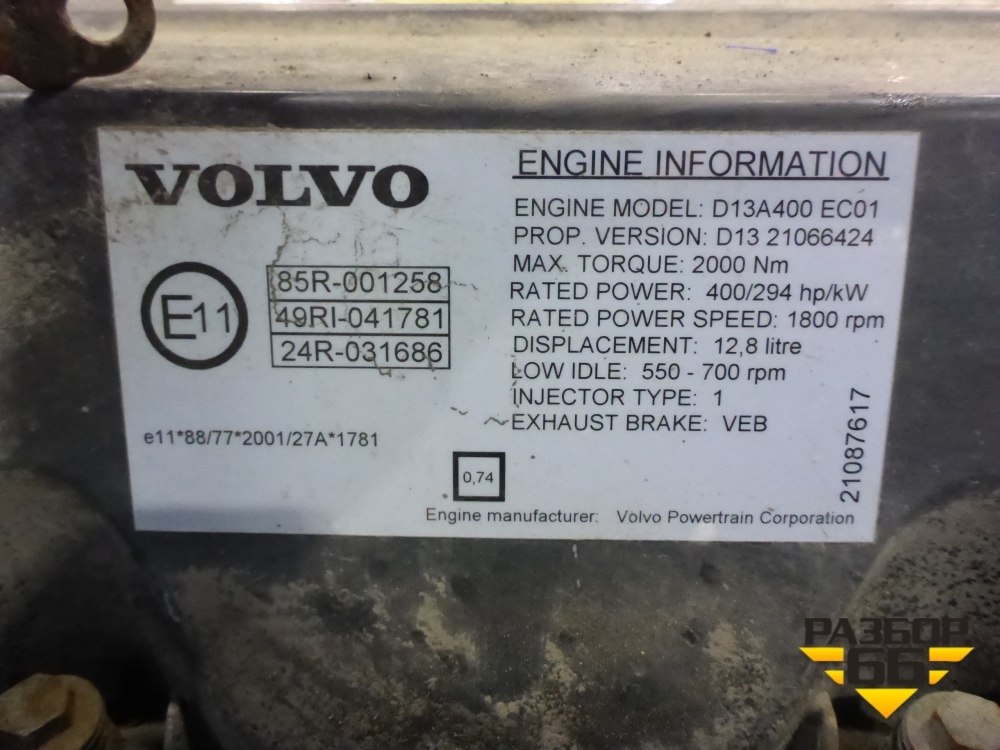 VOLVO
E11
85R-001258
49RI-041781
24R-031686
e11*88/77*2001/27A*1781
0,74
ENGINE INFORMATION
ENGINE MODEL: D13A400 EC01
PROP. VERSION: D13 21066424
MAX. TORQUE: 2000 Nm
RATED POWER: 400/294 hp/kW
RATED POWER SPEED: 1800 rpm
DISPLACEMENT: 12,8 litre
LOW IDLE: 550 - 700 rpm
INJECTOR TYPE: 1
EXHAUST BRAKE: VEB
21087617
Engine manufacturer: Volvo Powertrain Corporation
РАЗБОР
66